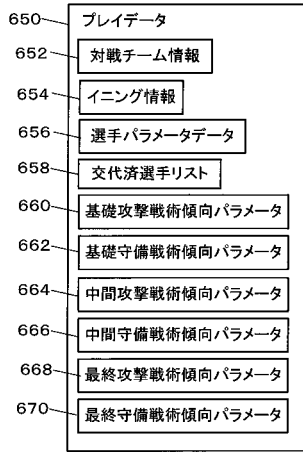 650 プレイデータ
652 対戦チーム情報
654 イニング情報
656 選手パラメータデータ
658 交代済選手リスト
660 基礎攻撃戦術傾向パラメータ
662 基礎守備戦術傾向パラメータ
664 中間攻撃戦術傾向パラメータ
666 中間守備戦術傾向パラメータ
668 最終攻撃戦術傾向パラメータ
670 最終守備戦術傾向パラメータ